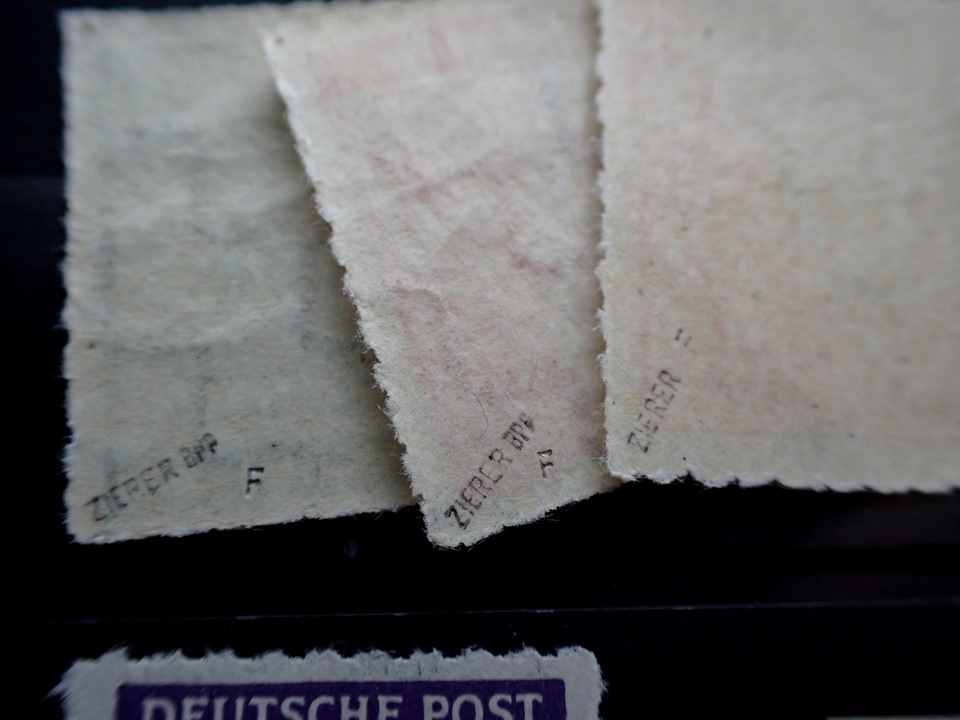 ZIERER BPP
F
ZIERER BPP
F
ZIERER
DEUTSCHE POST